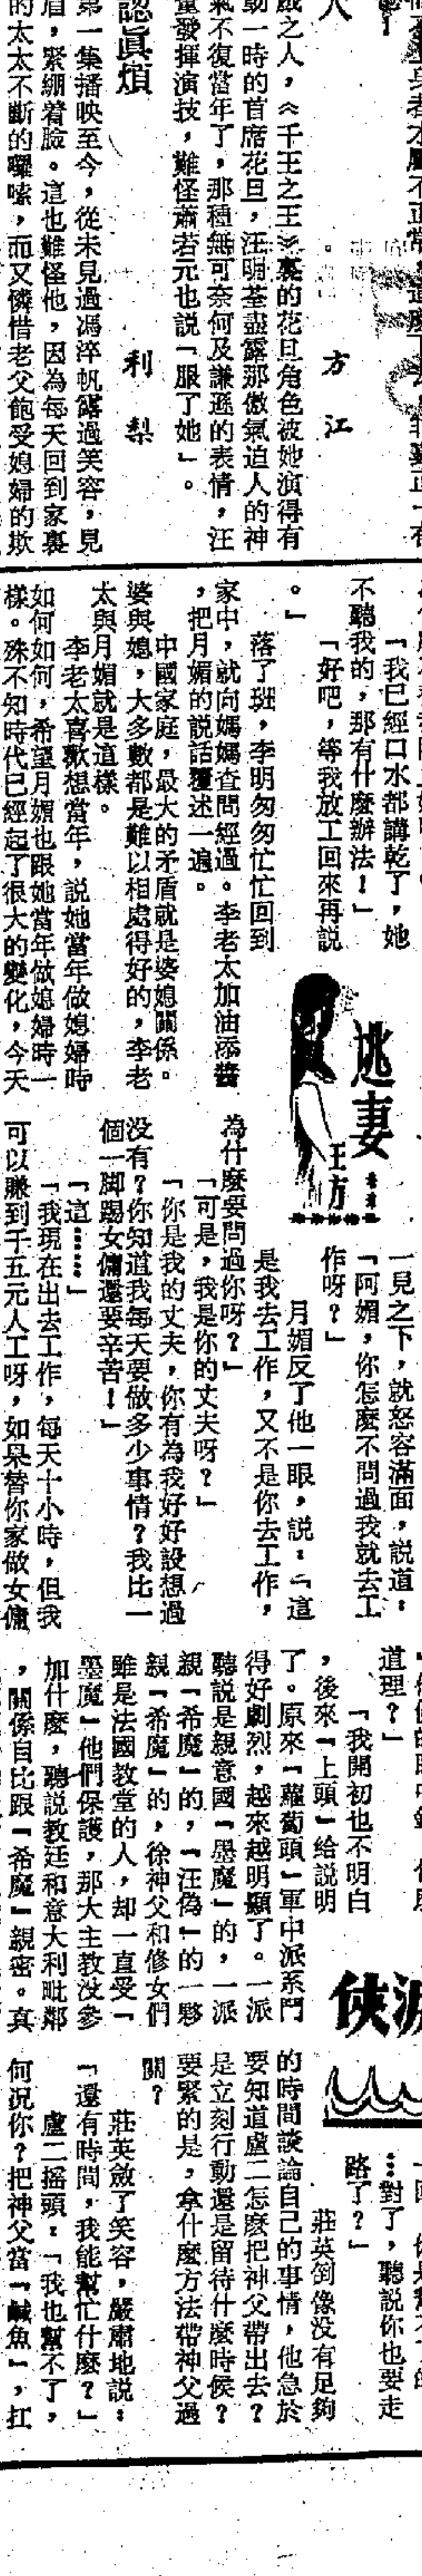 人
方江
戲之人，《千王之王》裏的花旦角色被她演得有
動一時的首席花旦，汪明荃盡露那傲氣迫人的神
氣不復當年了，那種無可奈何及謙遜的表情，汪
量發揮演技，難怪蕭若元也說「服了她」。
認眞煩
利梨
第一集播映至今，從未見過馮淬帆露過笑容，見
眉，緊綳着臉。這也難怪他，因為每天回到家裏
的太太不斷的囉嗦，而又憐惜老父飽受媳婦的欺
「我已經口水都講乾了，她
不聽我的，那有什麼辦法！」
「好吧，等我放工回來再說
。」
落了班，李明匆匆忙忙回到
家中，就向媽媽查問經過。李老太加油添醬
，把月媚的說話覆述一遍。
中國家庭，最大的矛盾就是婆媳關係。
婆與媳，大多數都是難以相處得好的，李老
太與月媚就是這樣。
李老太喜歡想當年，說她當年做媳婦時
如何如何，希望月媚也跟她當年做媳婦時一
樣。殊不知時代已經起了很大的變化，今天
逃妻
王方
一見之下，就怒容滿面，說道：
「阿媚，你怎麼不問過我就去工
作呀？」
月媚反了他一眼，說：「這
是我去工作，又不是你去工作，
為什麼要問過你呀？」
「可是，我是你的丈夫呀？」
「你是我的丈夫，你有為我好好設想過
没有？你知道我每天要做多少事情？我比一
個一脚踢女傭還要辛苦！」
「這……」
「我現在出去工作，每天十小時，但我
可以賺到千五元人工呀，如果替你家做女傭
道理？」
「我開初也不明白
，後來「上頭」給說明
了。原來「蘿蔔頭」軍中派系鬥
得好劇烈，越來越明顯了。一派
聽說是親意國「墨魔」的，一派
親「希魔」的，「汪偽」的一夥
親「希魔」的，徐神父和修女們
雖是法國教堂的人，却一直受「
墨魔」他們保護，那大主教没參
加什麼，聽說教廷和意大利毗鄰
，關係自比跟「希魔」親密。真
俠
…對了，聽說你也要走
路了？」
莊英倒像没有足夠
的時間談論自己的事情，他急於
要知道盧二怎麼把神父帶出去？
是立刻行動還是留待什麼時候？
要緊的是，拿什麼方法帶神父過
關？
莊英斂了笑容，嚴肅地說：
「還有時間，我能幫忙什麼？」
盧二搖頭：「我也幫不了，
何況你？把神父當「鹹魚」，扛